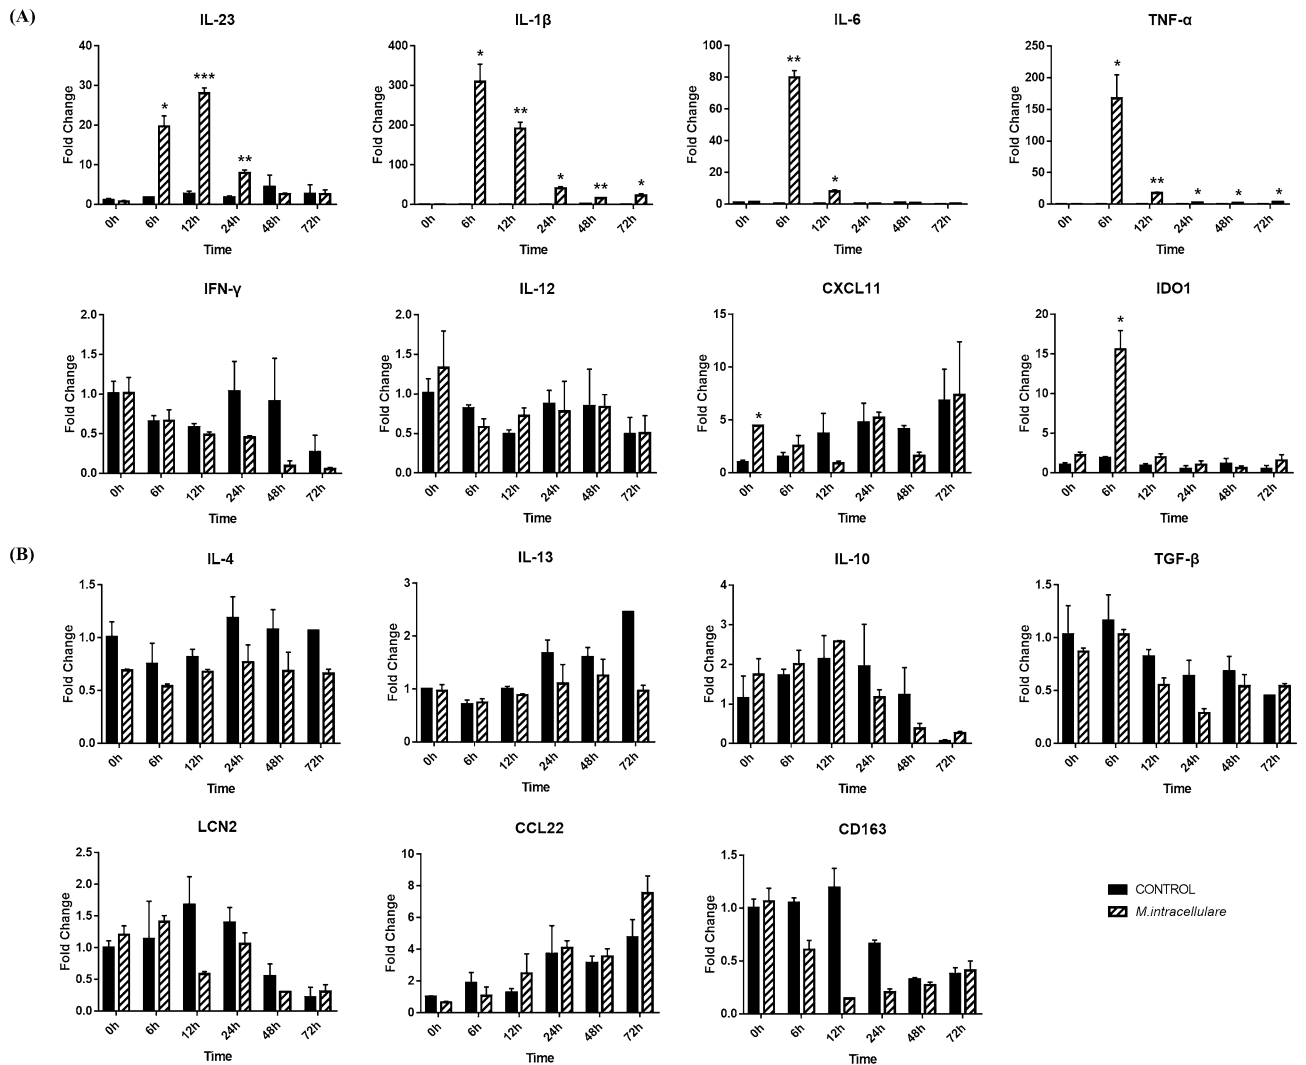 (A)
IL-23
IL-1β
IL-6
TNF-α
Fold Change
40
30
20
10
0
* *** **
0h 6h 12h 24h 48h 72h
Time
Fold Change
400
300
200
100
0
* ** * ** *
0h 6h 12h 24h 48h 72h
Time
Fold Change
100
80
60
40
20
0
** *
0h 6h 12h 24h 48h 72h
Time
Fold Change
250
200
150
100
50
0
* ** * * *
0h 6h 12h 24h 48h 72h
Time
IFN-γ
IL-12
CXCL11
IDO1
Fold Change
2.0
1.5
1.0
0.5
0.0
0h 6h 12h 24h 48h 72h
Time
Fold Change
2.0
1.5
1.0
0.5
0.0
0h 6h 12h 24h 48h 72h
Time
Fold Change
15
10
5
0
*
0h 6h 12h 24h 48h 72h
Time
Fold Change
20
15
10
5
0
*
0h 6h 12h 24h 48h 72h
Time
(B)
IL-4
IL-13
IL-10
TGF-β
Fold Change
1.5
1.0
0.5
0.0
0h 6h 12h 24h 48h 72h
Time
Fold Change
3
2
1
0
0h 6h 12h 24h 48h 72h
Time
Fold Change
4
3
2
1
0
0h 6h 12h 24h 48h 72h
Time
Fold Change
1.5
1.0
0.5
0.0
0h 6h 12h 24h 48h 72h
Time
LCN2
CCL22
CD163
Fold Change
2.5
2.0
1.5
1.0
0.5
0.0
0h 6h 12h 24h 48h 72h
Time
Fold Change
10
8
6
4
2
0
0h 6h 12h 24h 48h 72h
Time
Fold Change
1.5
1.0
0.5
0.0
0h 6h 12h 24h 48h 72h
Time
CONTROL
M.intracellulare